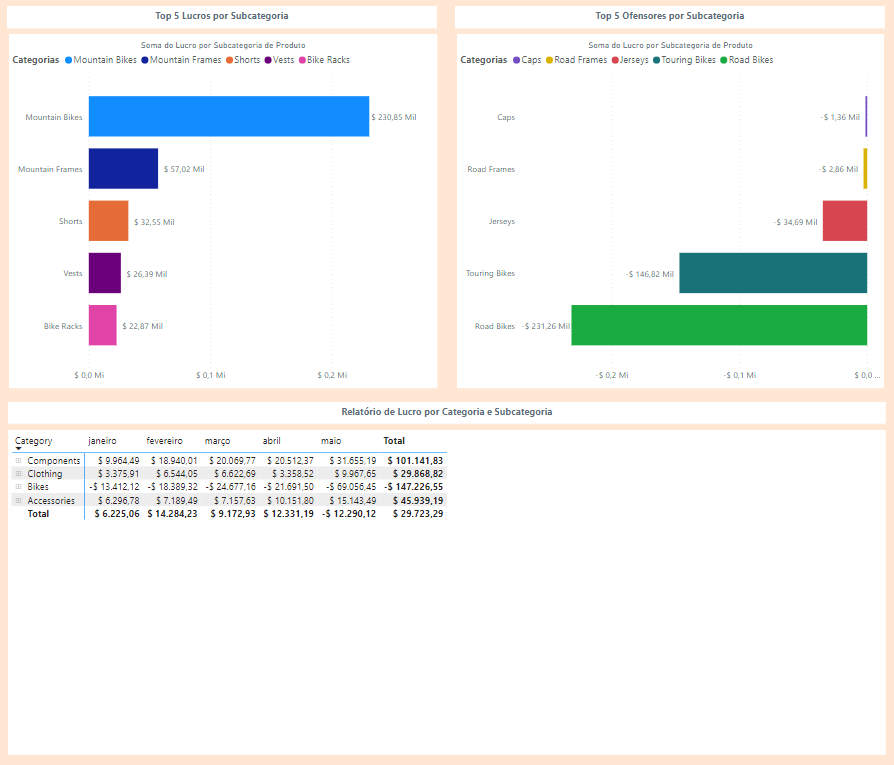 Top 5 Lucros por Subcategoria
Soma do Lucro por Subcategoria de Produto
Categorias Mountain Bikes Mountain Frames Shorts Vests Bike Racks
Mountain Bikes $ 230,85 Mil
Mountain Frames $ 57,02 Mil
Shorts $ 32,55 Mil
Vests $ 26,39 Mil
Bike Racks $ 22,87 Mil
$ 0,0 Mi $ 0,1 Mi $ 0,2 Mi
Top 5 Ofensores por Subcategoria
Soma do Lucro por Subcategoria de Produto
Categorias Caps Road Frames Jerseys Touring Bikes Road Bikes
Caps -$ 1,36 Mil
Road Frames -$ 2,86 Mil
Jerseys -$ 34,69 Mil
Touring Bikes -$ 146,82 Mil
Road Bikes -$ 231,26 Mil
-$ 0,2 Mi -$ 0,1 Mi $ 0,0 ...
Relatório de Lucro por Categoria e Subcategoria
Category janeiro fevereiro março abril maio Total
Components $ 9.964,49 $ 18.940,01 $ 20.069,77 $ 20.512,37 $ 31.655,19 $ 101.141,83
Clothing $ 3.375,91 $ 6.544,05 $ 6.622,69 $ 3.358,52 $ 9.967,65 $ 29.868,82
Bikes -$ 13.412,12 -$ 18.389,32 -$ 24.677,16 -$ 21.691,50 -$ 69.056,45 -$ 147.226,55
Accessories $ 6.296,78 $ 7.189,49 $ 7.157,63 $ 10.151,80 $ 15.143,49 $ 45.939,19
Total $ 6.225,06 $ 14.284,23 $ 9.172,93 $ 12.331,19 -$ 12.290,12 $ 29.723,29